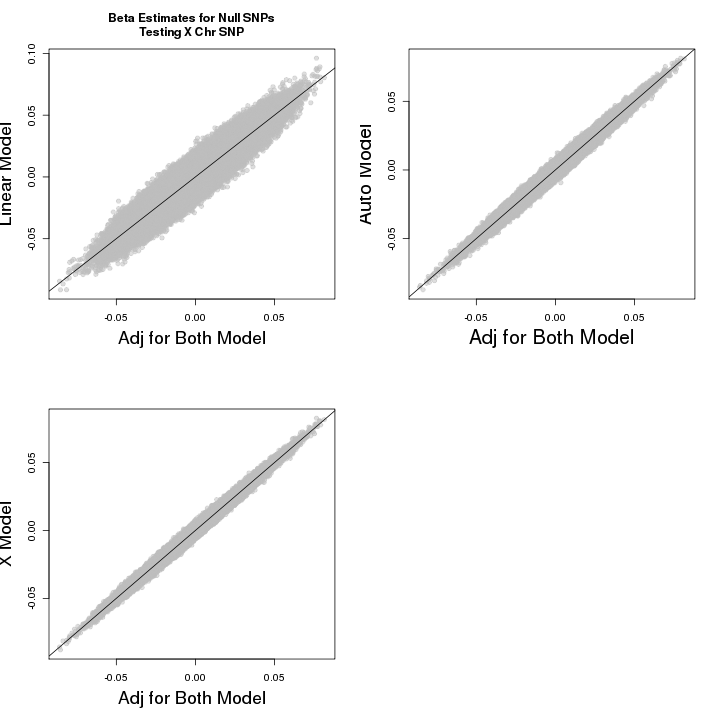 Beta Estimates for Null SNPs
Testing X Chr SNP
Linear Model
0.10
0.05
0.00
-0.05
-0.05 0.00 0.05
Adj for Both Model
Auto Model
0.05
0.00
-0.05
-0.05 0.00 0.05
Adj for Both Model
X Model
0.05
0.00
-0.05
-0.05 0.00 0.05
Adj for Both Model